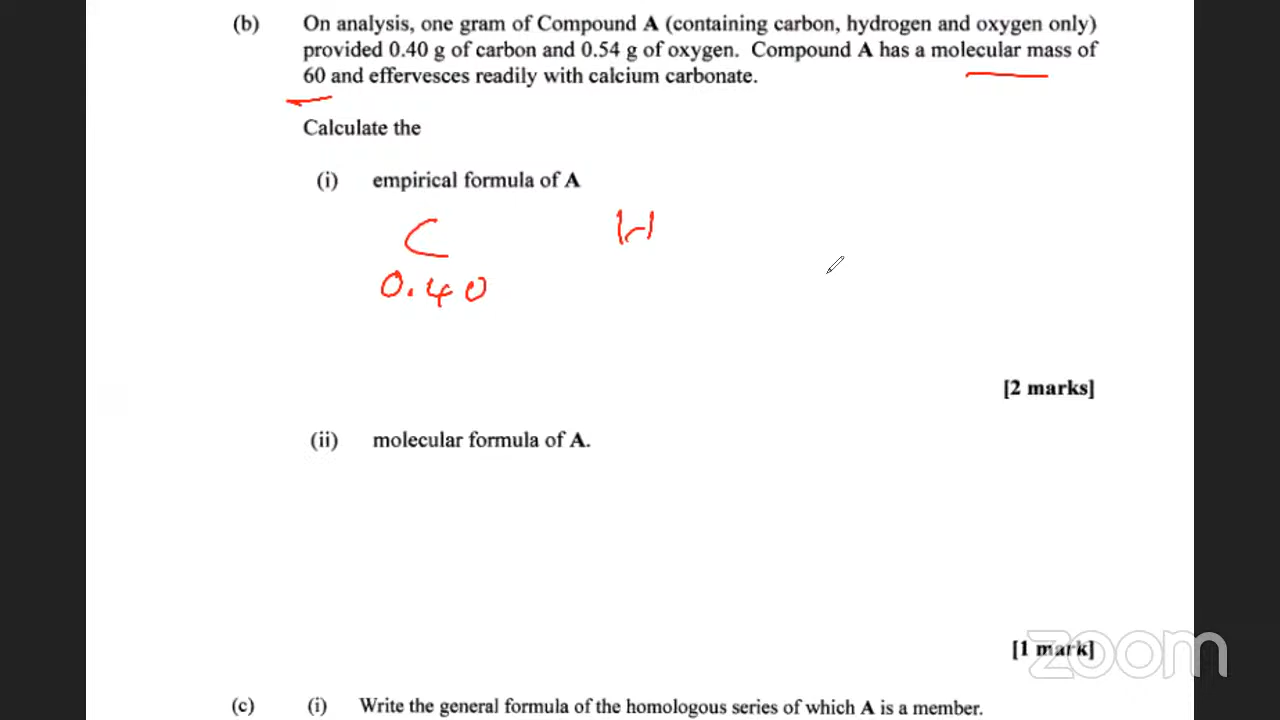 (b) On analysis, one gram of Compound A (containing carbon, hydrogen and oxygen only)
provided 0.40 g of carbon and 0.54 g of oxygen. Compound A has a molecular mass of
60 and effervesces readily with calcium carbonate.
Calculate the
(i) empirical formula of A
C H
0.40
[2 marks]
(ii) molecular formula of A.
[1 mark]
zoom
(c) (i) Write the general formula of the homologous series of which A is a member.